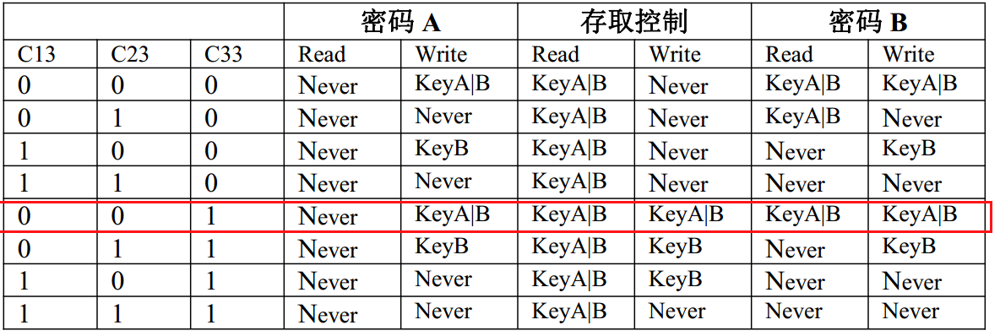 密码 A 存取控制 密码 B
C13 C23 C33 Read Write Read Write Read Write
0 0 0 Never KeyA|B KeyA|B Never KeyA|B KeyA|B
0 1 0 Never Never KeyA|B Never KeyA|B Never
1 0 0 Never KeyB KeyA|B Never Never KeyB
1 1 0 Never Never KeyA|B Never Never Never
0 0 1 Never KeyA|B KeyA|B KeyA|B KeyA|B KeyA|B
0 1 1 Never KeyB KeyA|B KeyB Never KeyB
1 0 1 Never Never KeyA|B KeyB Never Never
1 1 1 Never Never KeyA|B Never Never Never